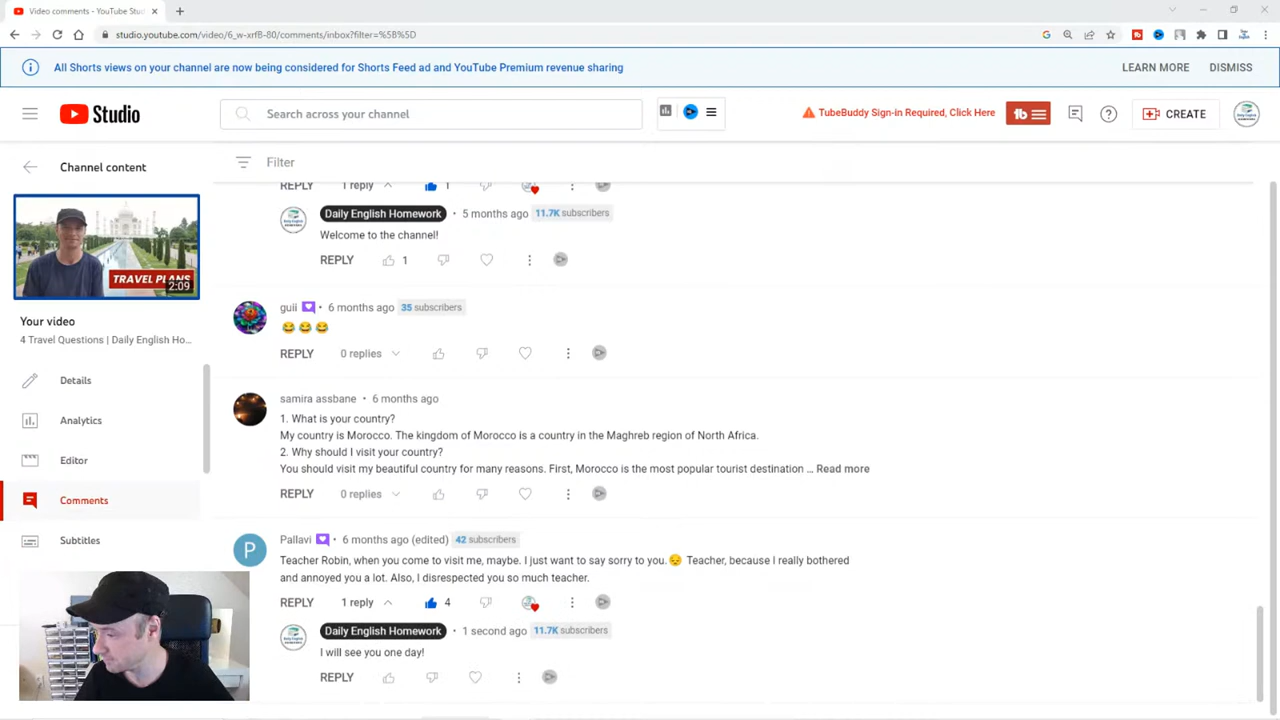 Video comments - YouTube Stud
studio.youtube.com/video/6_w-xrfB-80/comments/inbox?filter=%5B%5D
All Shorts views on your channel are now being considered for Shorts Feed ad and YouTube Premium revenue sharing
LEARN MORE
DISMISS
Studio
Search across your channel
TubeBuddy Sign-in Required, Click Here
tb
CREATE
Channel content
Filter
TRAVEL PLANS
2:09
Your video
4 Travel Questions | Daily English Ho...
Details
Analytics
Editor
Comments
Subtitles
REPLY 1 reply 1
Daily English Homework • 5 months ago 11.7K subscribers
Welcome to the channel!
REPLY 1
guii • 6 months ago 35 subscribers
😂 😂 😂
REPLY 0 replies
samira assbane • 6 months ago
1. What is your country?
My country is Morocco. The kingdom of Morocco is a country in the Maghreb region of North Africa.
2. Why should I visit your country?
You should visit my beautiful country for many reasons. First, Morocco is the most popular tourist destination ... Read more
REPLY 0 replies
P
Pallavi • 6 months ago (edited) 42 subscribers
Teacher Robin, when you come to visit me, maybe. I just want to say sorry to you.😔 Teacher, because I really bothered
and annoyed you a lot. Also, I disrespected you so much teacher.
REPLY 1 reply 4
Daily English Homework • 1 second ago 11.7K subscribers
I will see you one day!
REPLY